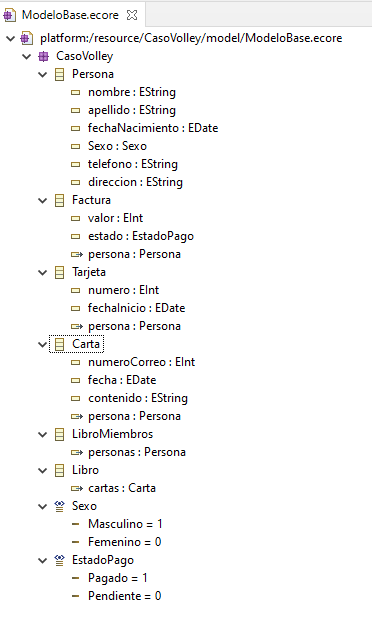 ModeloBase.ecore
platform:/resource/CasoVolley/model/ModeloBase.ecore
CasoVolley
Persona
nombre : EString
apellido : EString
fechaNacimiento : EDate
Sexo : Sexo
telefono : EString
direccion : EString
Factura
valor : EInt
estado : EstadoPago
persona : Persona
Tarjeta
numero : EInt
fechaInicio : EDate
persona : Persona
Carta
numeroCorreo : EInt
fecha : EDate
contenido : EString
persona : Persona
LibroMiembros
personas : Persona
Libro
cartas : Carta
Sexo
Masculino = 1
Femenino = 0
EstadoPago
Pagado = 1
Pendiente = 0